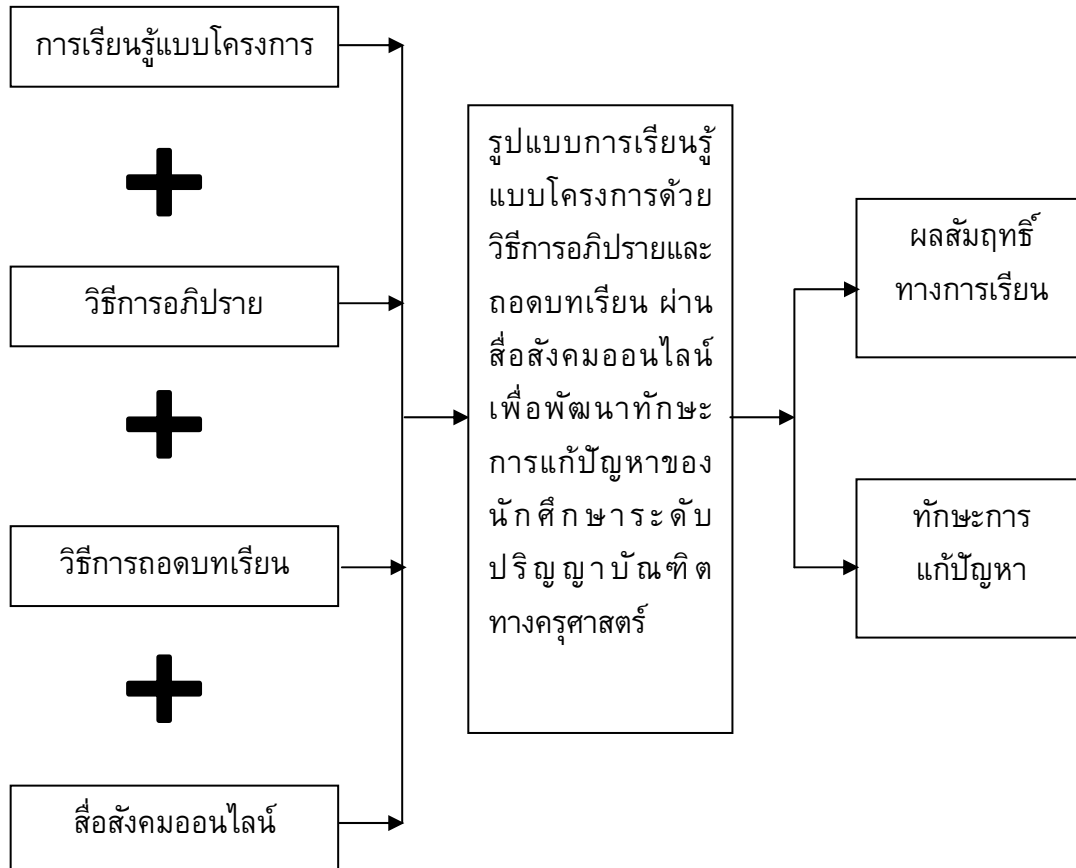 การเรียนรู้แบบโครงการ
วิธีการอภิปราย
วิธีการถอดบทเรียน
สื่อสังคมออนไลน์
รูปแบบการเรียนรู้
แบบโครงการด้วย
วิธีการอภิปรายและ
ถอดบทเรียน ผ่าน
สื่อสังคมออนไลน์
เพื่อพัฒนาทักษะ
การแก้ปัญหาของ
นักศึกษาระดับ
ปริญญาบัณฑิต
ทางครุศาสตร์
ผลสัมฤทธิ์
ทางการเรียน
ทักษะการ
แก้ปัญหา